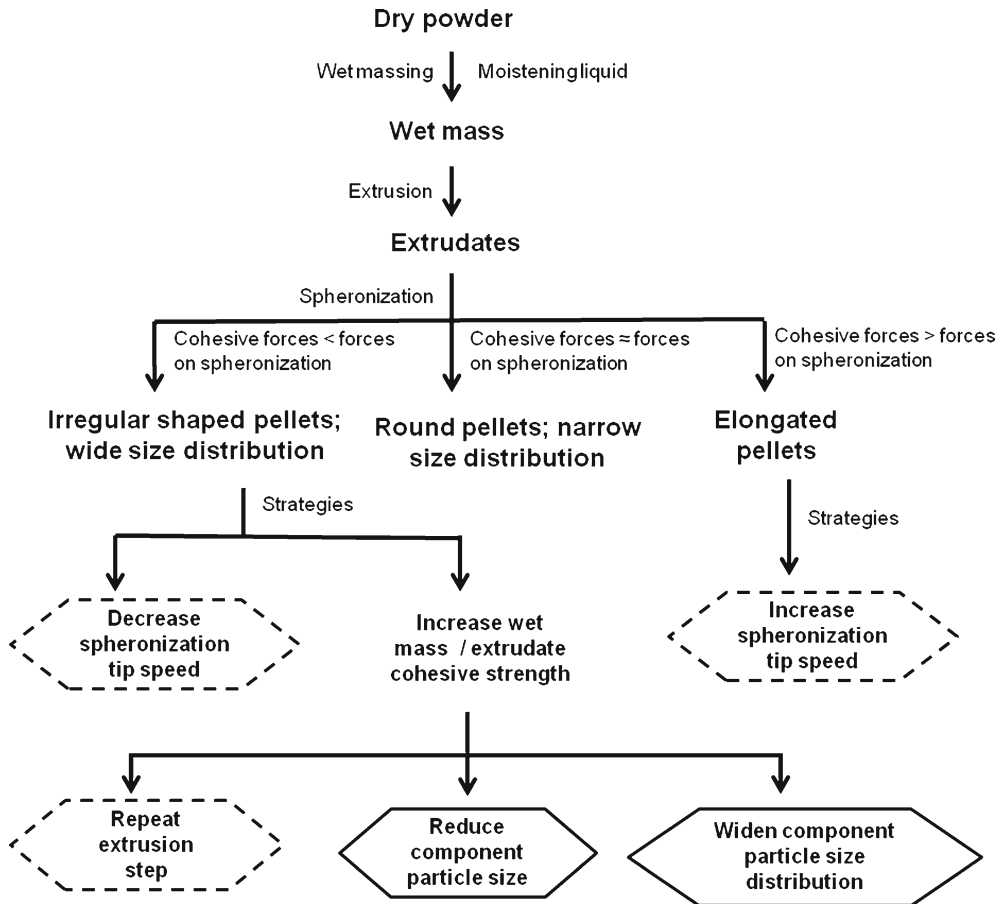 Dry powder
Wet massing
Moistening liquid
Wet mass
Extrusion
Extrudates
Spheronization
Cohesive forces < forces
on spheronization
Cohesive forces ≈ forces
on spheronization
Cohesive forces > forces
on spheronization
Irregular shaped pellets;
wide size distribution
Round pellets; narrow
size distribution
Elongated
pellets
Strategies
Strategies
Decrease
spheronization
tip speed
Increase wet
mass / extrudate
cohesive strength
Increase
spheronization
tip speed
Repeat
extrusion
step
Reduce
component
particle size
Widen component
particle size
distribution